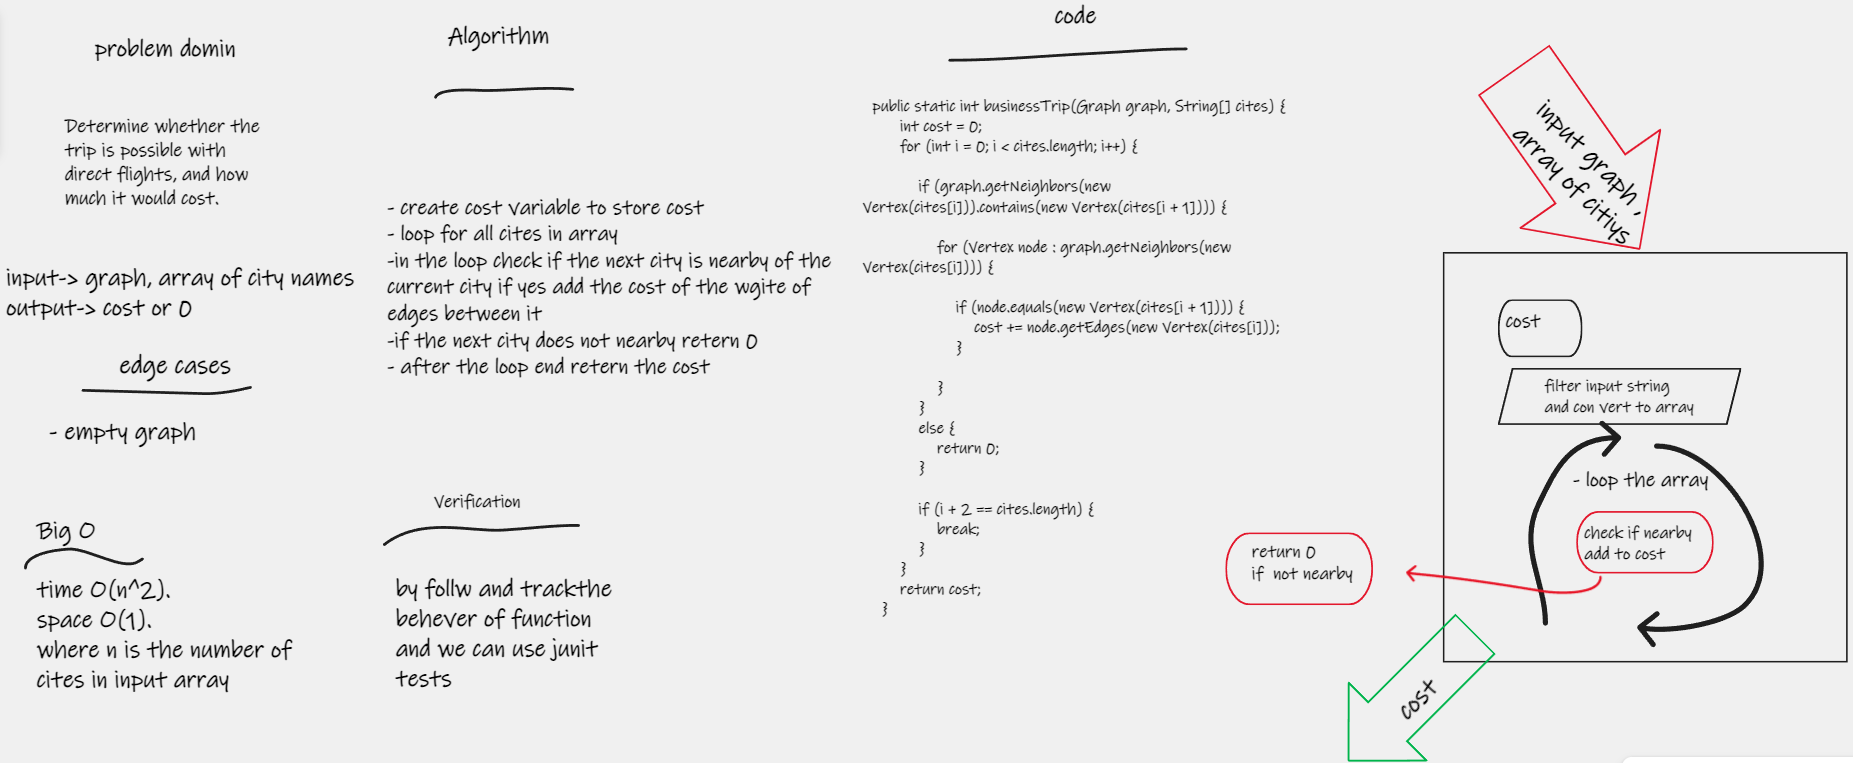 problem domin
Determine whether the
trip is possible with
direct flights, and how
much it would cost.
input-> graph, array of city names
output-> cost or 0
edge cases
- empty graph
Big O
time O(n^2).
space O(1).
where n is the number of
cites in input array
Algorithm
- create cost variable to store cost
- loop for all cites in array
-in the loop check if the next city is nearby of the
current city if yes add the cost of the wgite of
edges between it
-if the next city does not nearby retern 0
- after the loop end retern the cost
Verification
by follw and trackthe
behever of function
and we can use junit
tests
code
public static int businessTrip(Graph graph, String[] cites) {
int cost = 0;
for (int i = 0; i < cites.length; i++) {
if (graph.getNeighbors(new
Vertex(cites[i])).contains(new Vertex(cites[i + 1]))) {
for (Vertex node : graph.getNeighbors(new
Vertex(cites[i]))) {
if (node.equals(new Vertex(cites[i + 1]))) {
cost += node.getEdges(new Vertex(cites[i]));
}
}
}
else {
return 0;
}
if (i + 2 == cites.length) {
break;
}
}
return cost;
}
input graph ,
array of citiys
cost
filter input string
and con vert to array
- loop the array
check if nearby
add to cost
return 0
if not nearby
cost